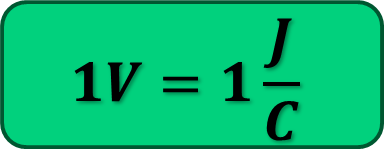 1V = 1 J/C